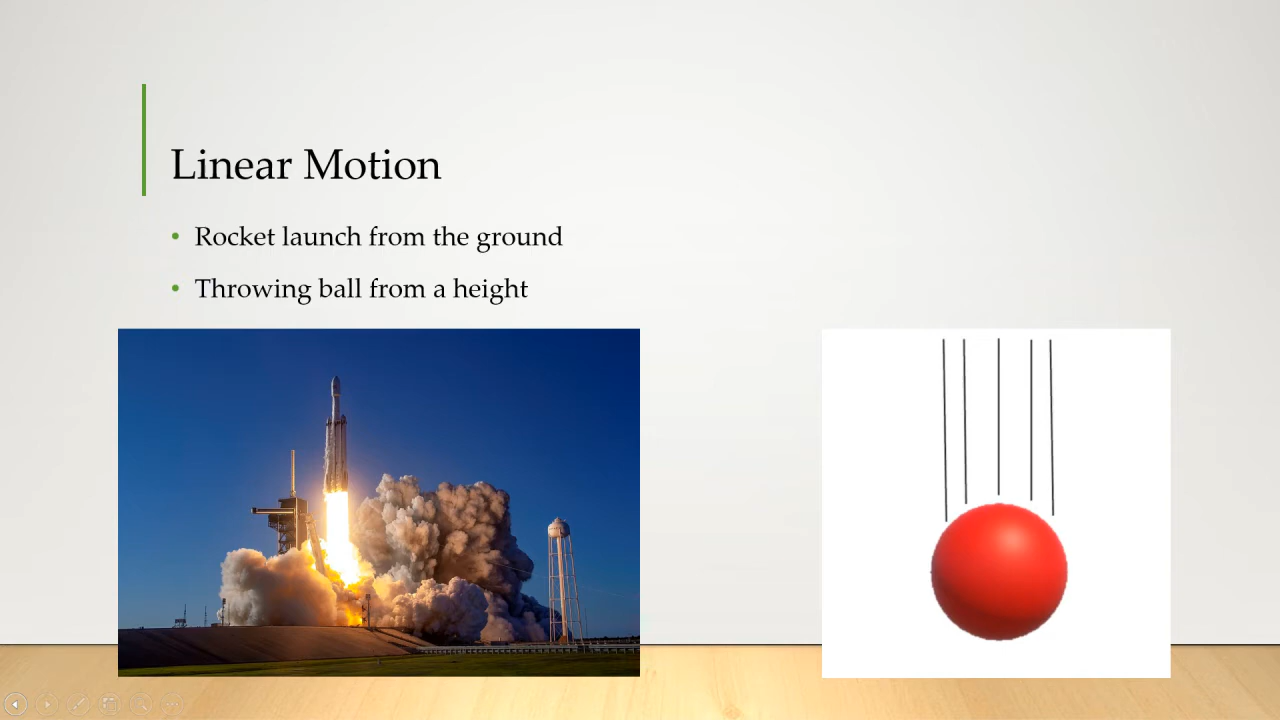 Linear Motion
• Rocket launch from the ground
• Throwing ball from a height